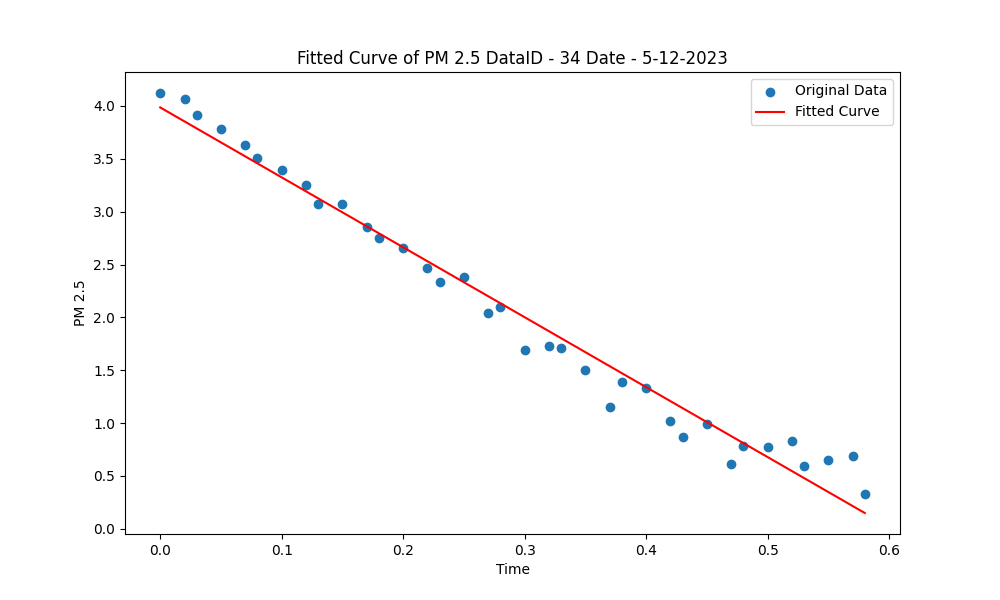 Fitted Curve of PM 2.5 DataID - 34 Date - 5-12-2023
Original Data
Fitted Curve
4.0
3.5
3.0
2.5
2.0
1.5
1.0
0.5
0.0
PM 2.5
0.0 0.1 0.2 0.3 0.4 0.5 0.6
Time